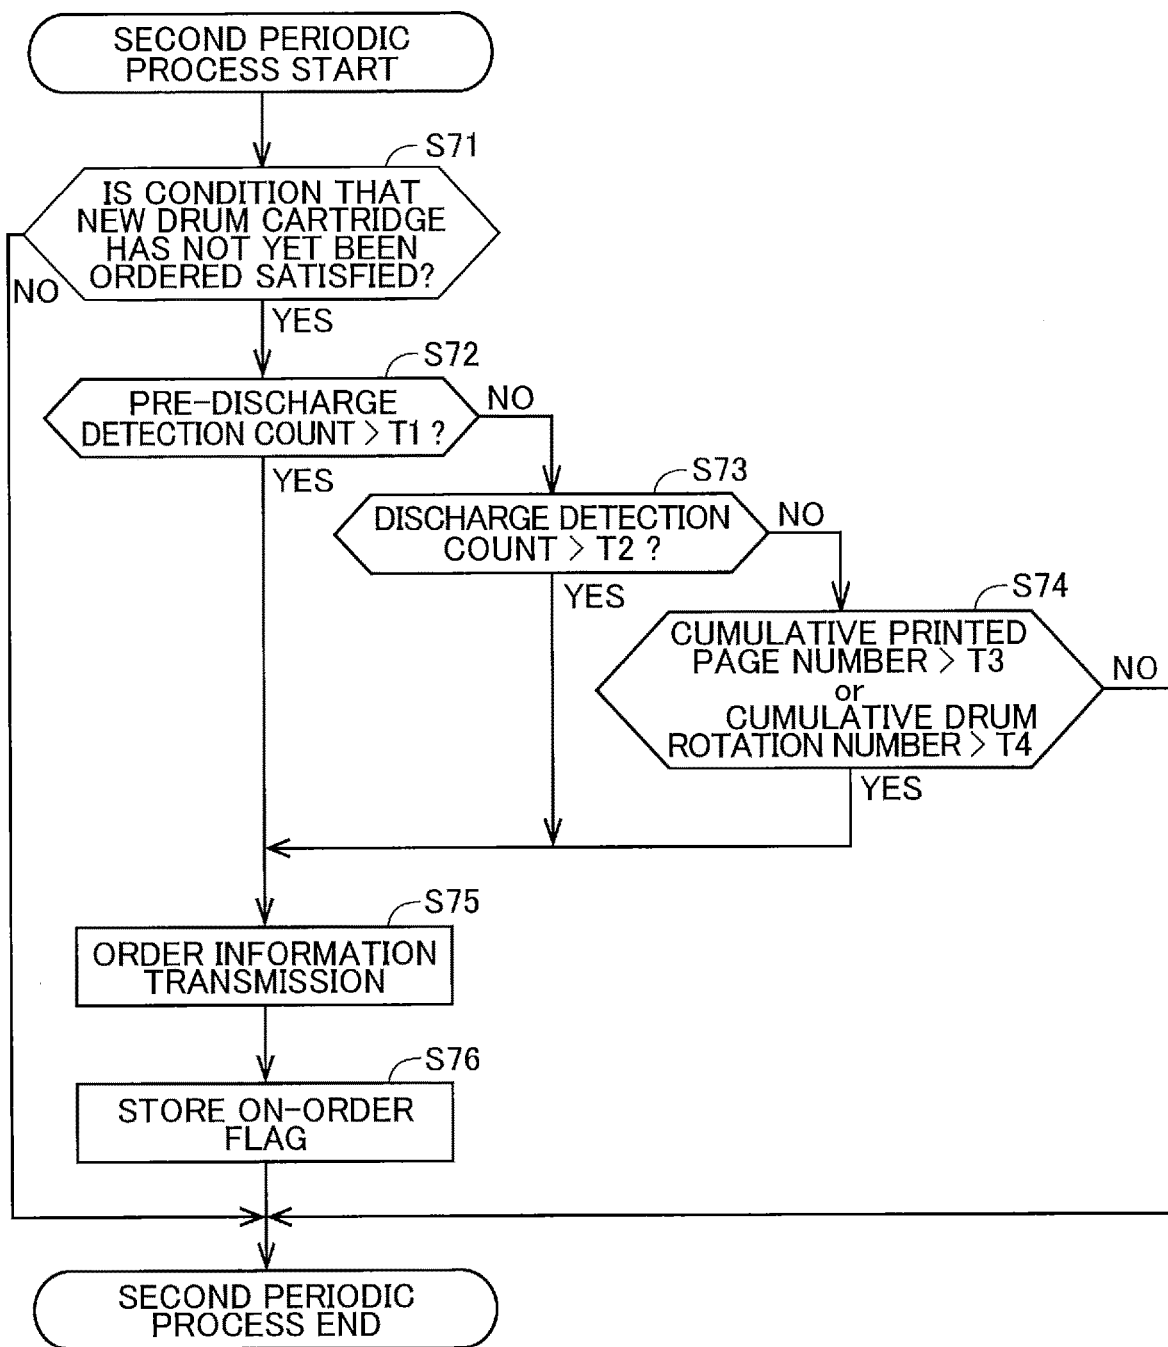 SECOND PERIODIC
PROCESS START
S71
IS CONDITION THAT
NEW DRUM CARTRIDGE
HAS NOT YET BEEN
ORDERED SATISFIED?
NO
YES
S72
PRE-DISCHARGE
DETECTION COUNT > T1 ?
NO
YES
S73
DISCHARGE DETECTION
COUNT > T2 ?
NO
YES
S74
CUMULATIVE PRINTED
PAGE NUMBER > T3
or
CUMULATIVE DRUM
ROTATION NUMBER > T4
NO
YES
S75
ORDER INFORMATION
TRANSMISSION
S76
STORE ON-ORDER
FLAG
SECOND PERIODIC
PROCESS END